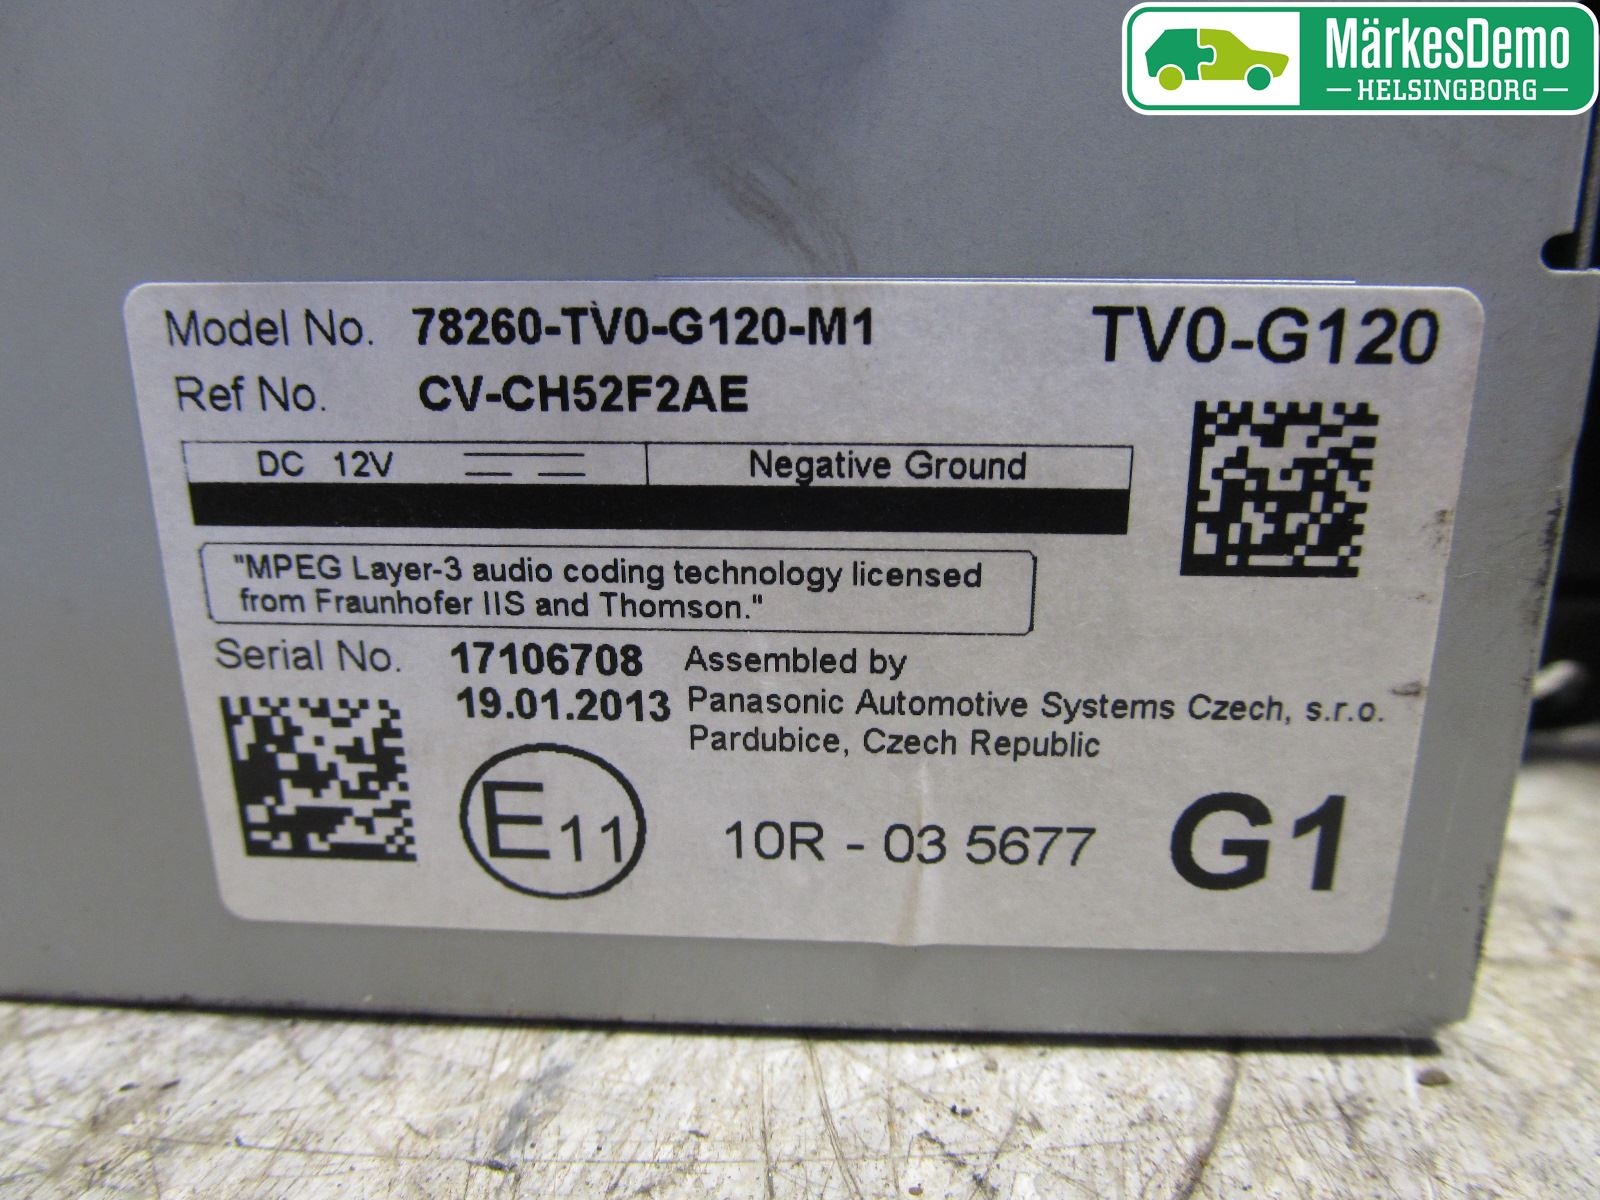 MärkesDemo
HELSINGBORG
Model No. 78260-TV0-G120-M1
TV0-G120
Ref No. CV-CH52F2AE
DC 12V
Negative Ground
"MPEG Layer-3 audio coding technology licensed
from Fraunhofer IIS and Thomson."
Serial No. 17106708
19.01.2013
Assembled by
Panasonic Automotive Systems Czech, s.r.o.
Pardubice, Czech Republic
E11
10R - 03 5677
G1